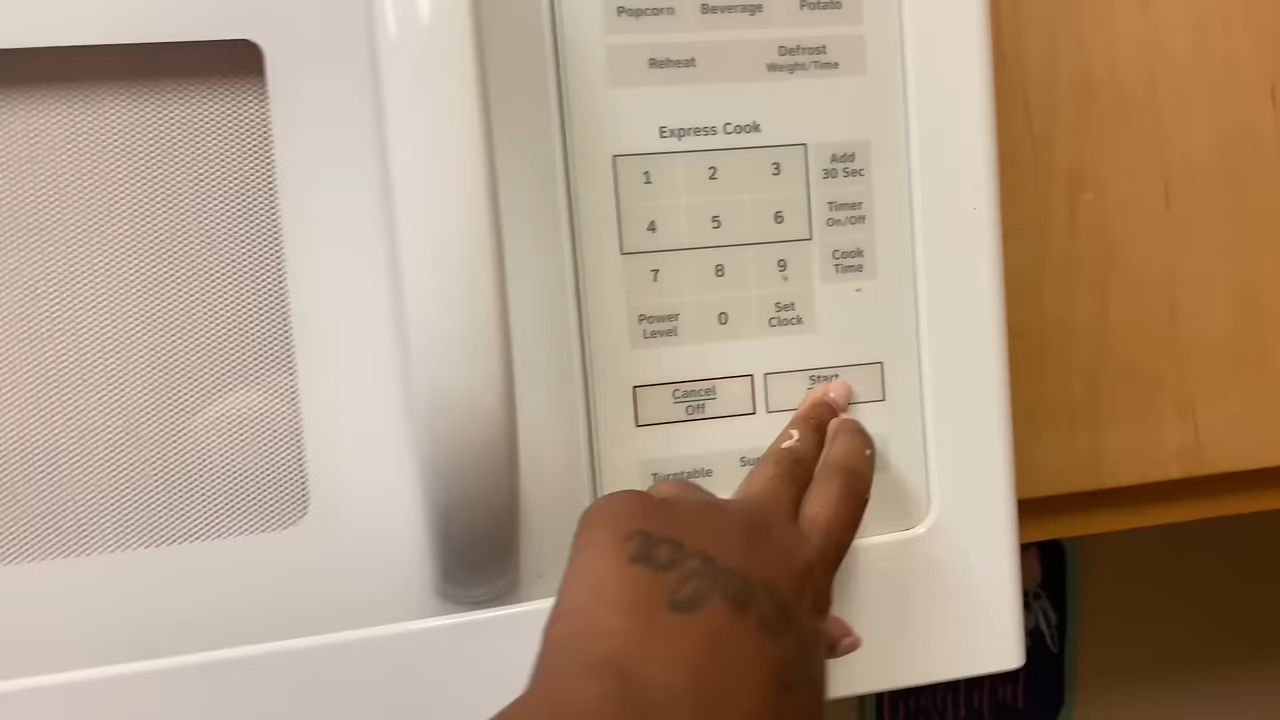 Popcorn Beverage Potato
Reheat
Defrost
Weight/Time
Express Cook
1 2 3
Add
30 Sec
4 5 6
Timer
On/Off
7 8 9
Cook
Time
Power
Level
0
Set
Clock
Cancel
Off
Start
Turntable